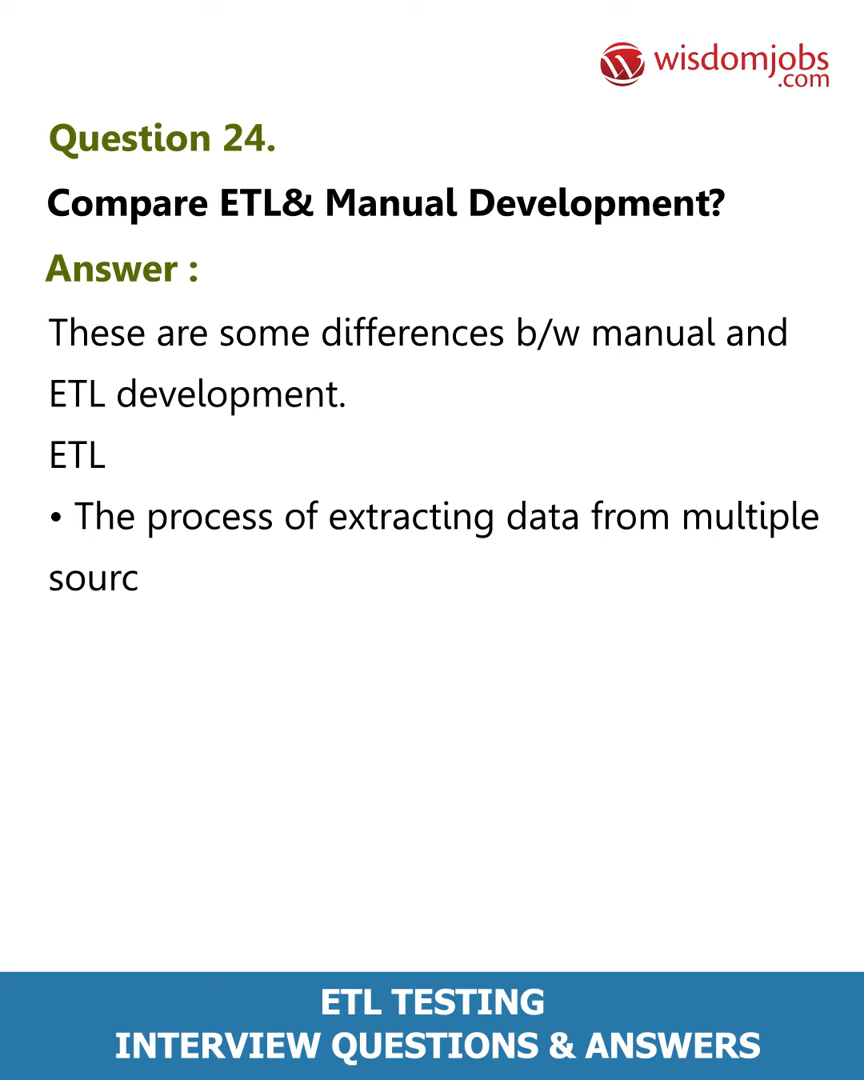 wisdomjobs
.com
Question 24.
Compare ETL& Manual Development?
Answer :
These are some differences b/w manual and
ETL development.
ETL
• The process of extracting data from multiple
sourc
ETL TESTING
INTERVIEW QUESTIONS & ANSWERS